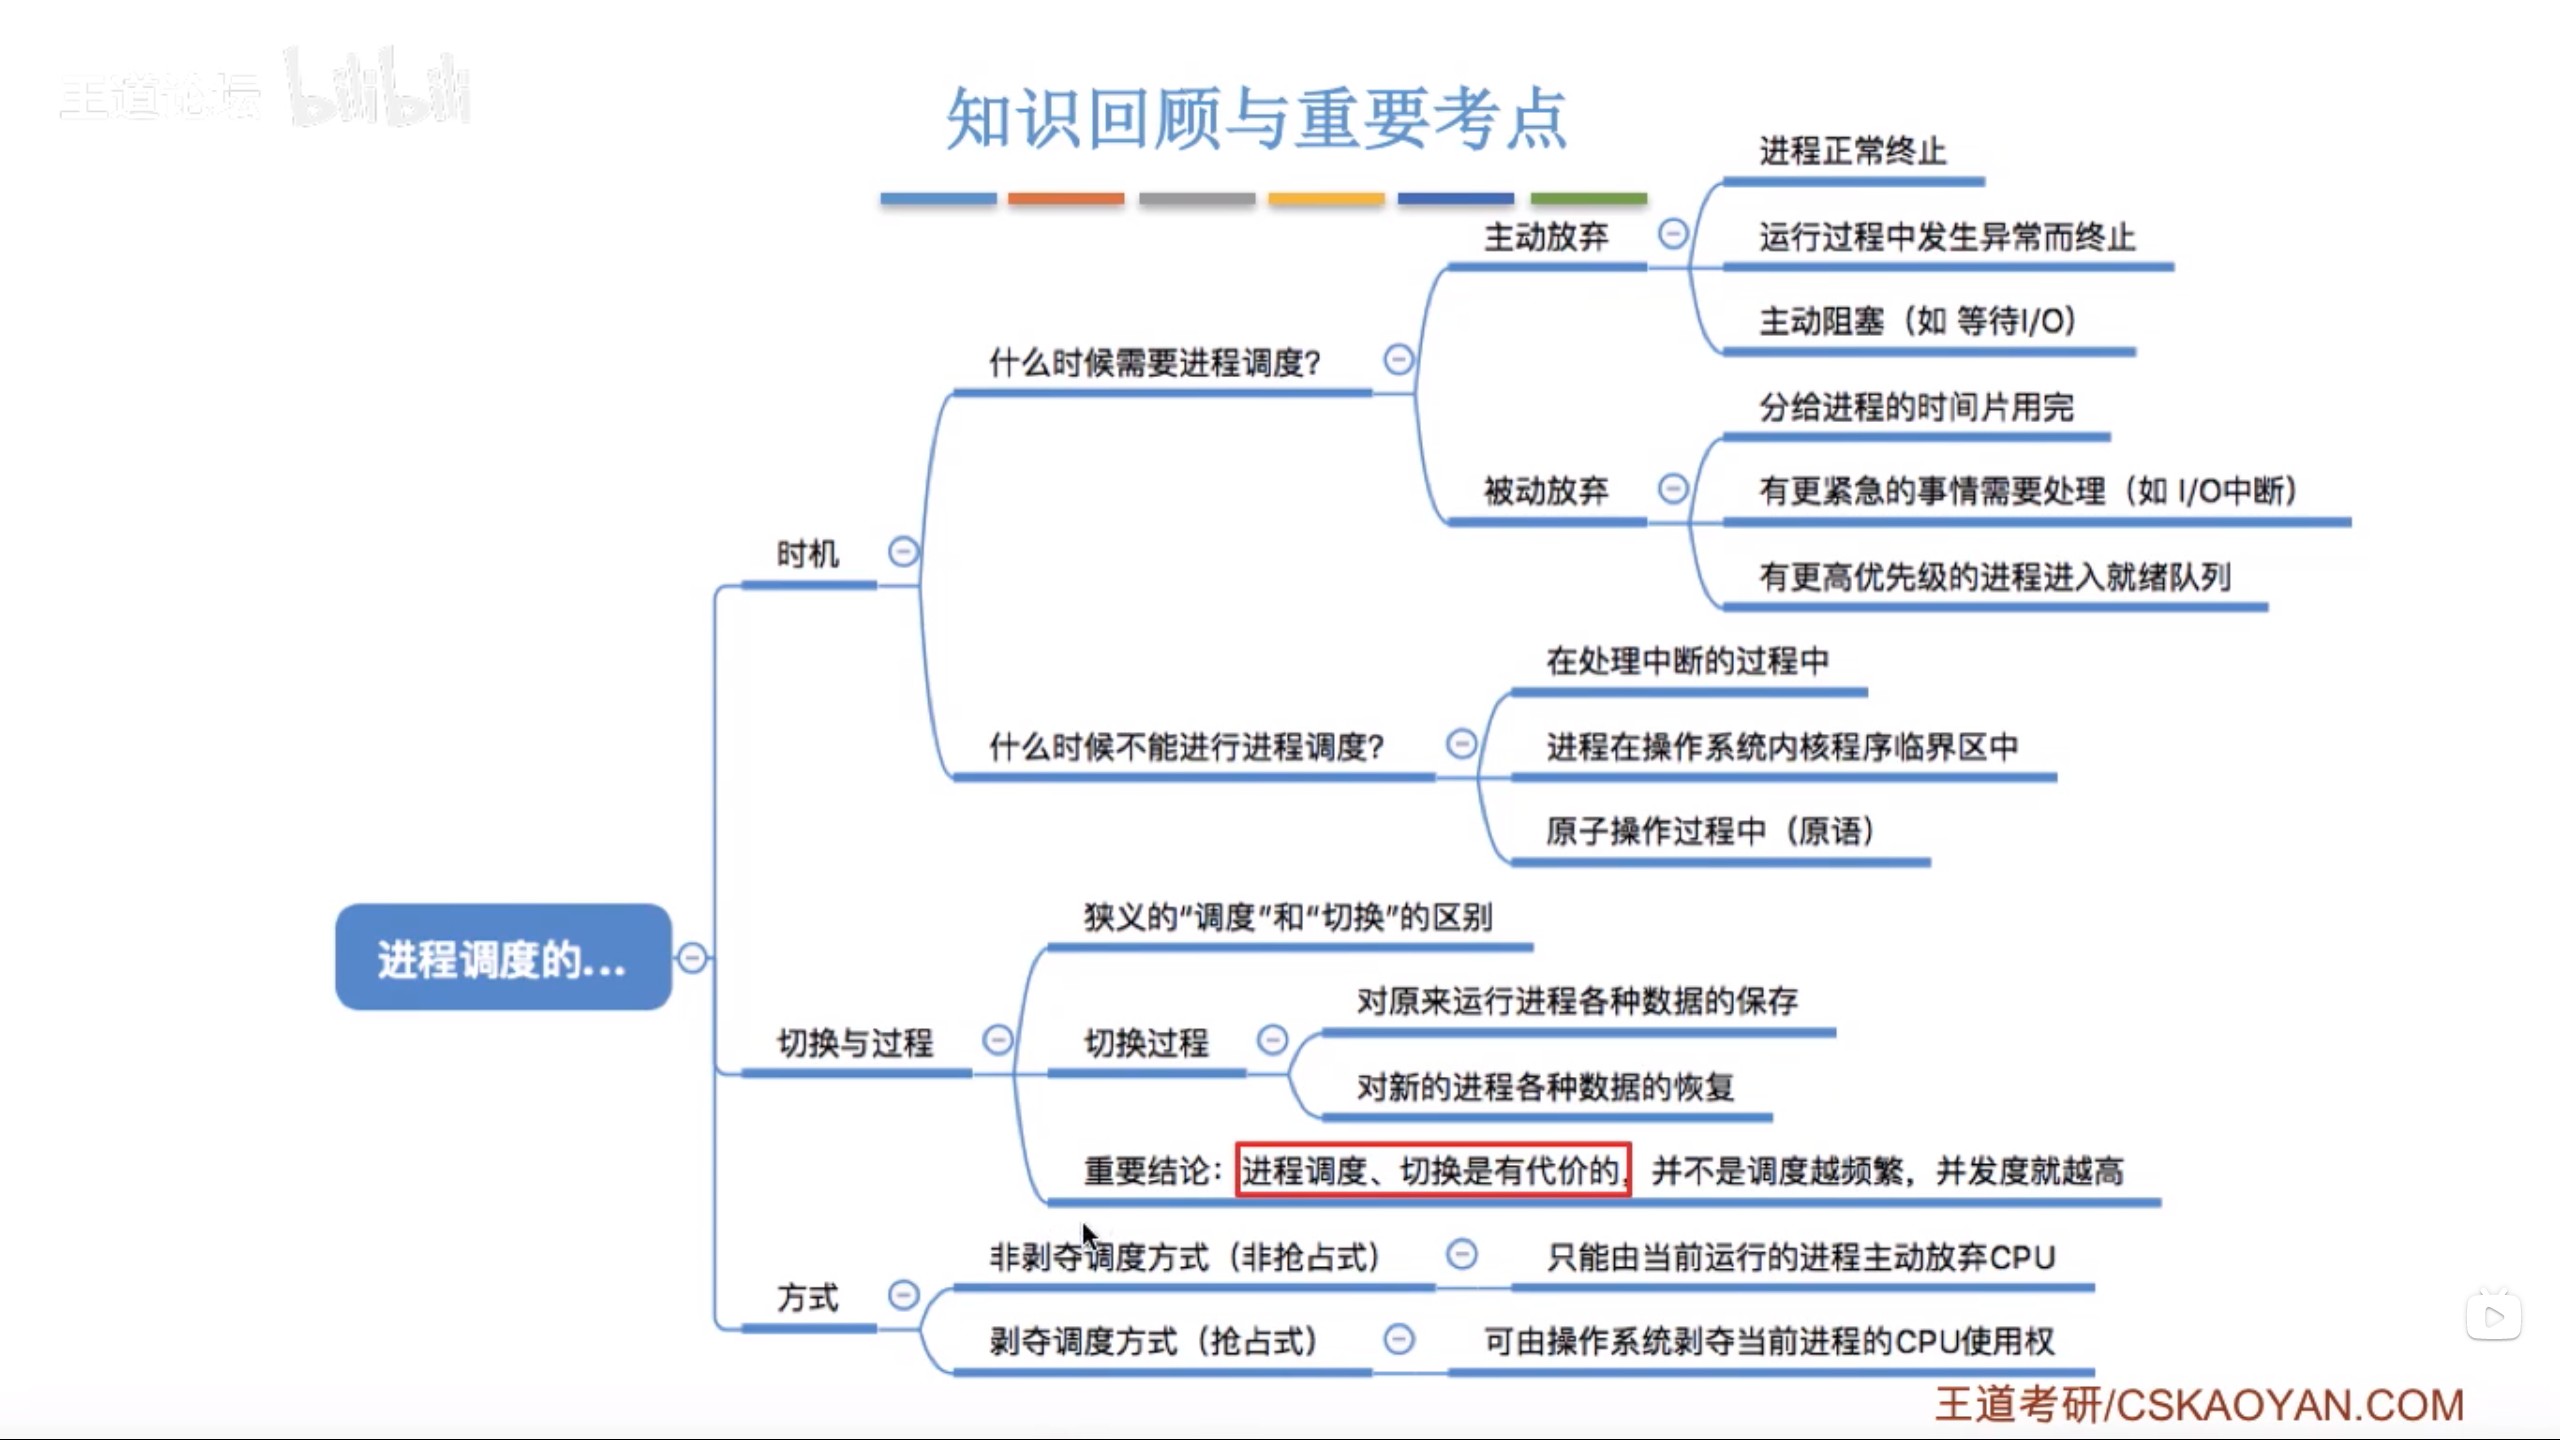 王道论坛 bilibili
知识回顾与重要考点
进程调度的...
时机
什么时候需要进程调度?
主动放弃
进程正常终止
运行过程中发生异常而终止
主动阻塞（如 等待I/O）
被动放弃
分给进程的时间片用完
有更紧急的事情需要处理（如 I/O中断）
有更高优先级的进程进入就绪队列
什么时候不能进行进程调度?
在处理中断的过程中
进程在操作系统内核程序临界区中
原子操作过程中（原语）
切换与过程
狭义的“调度”和“切换”的区别
切换过程
对原来运行进程各种数据的保存
对新的进程各种数据的恢复
重要结论：进程调度、切换是有代价的，并不是调度越频繁，并发度就越高
方式
非剥夺调度方式（非抢占式）
只能由当前运行的进程主动放弃CPU
剥夺调度方式（抢占式）
可由操作系统剥夺当前进程的CPU使用权
王道考研/CSKAOYAN.COM